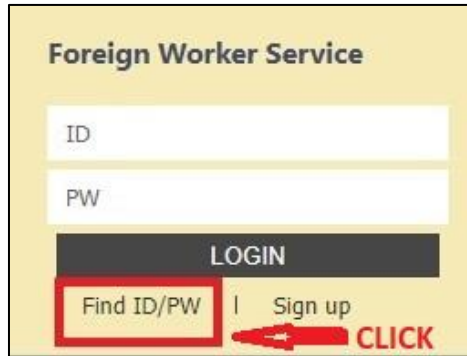 Foreign Worker Service
ID
PW
LOGIN
Find ID/PW | Sign up
CLICK